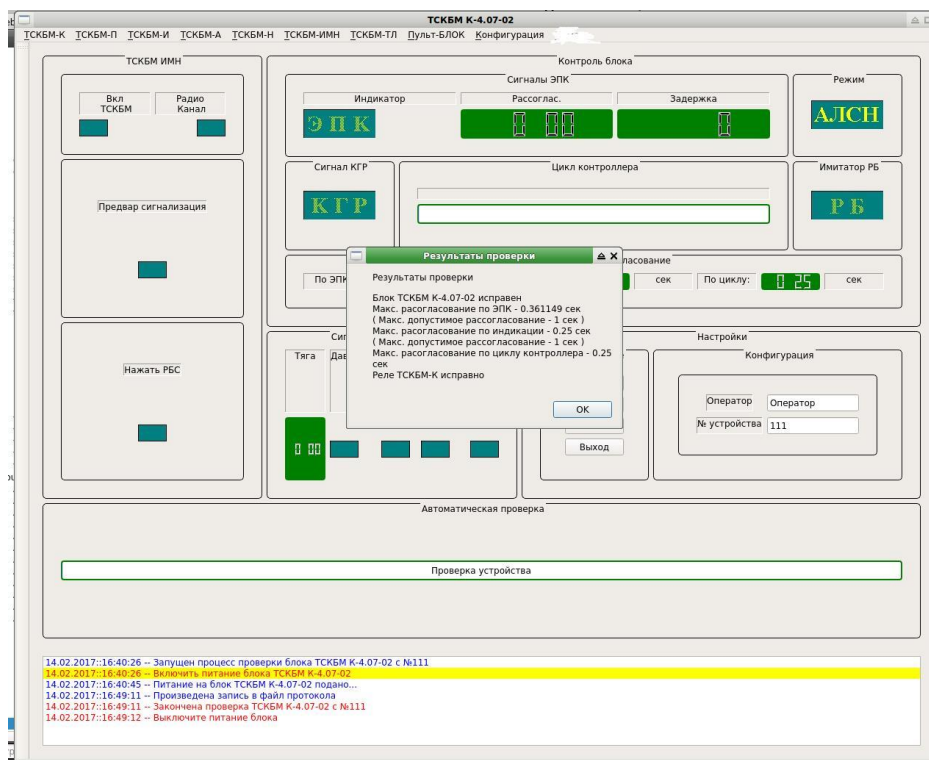 ТСКБМ К-4.07-02
ТСКБМ-К ТСКБМ-П ТСКБМ-И ТСКБМ-А ТСКБМ-Н ТСКБМ-ИМН ТСКБМ-ТЛ Пульт-БЛОК Конфигурация
ТСКБМ ИМН
Вкл ТСКБМ
Радио Канал
Предвар сигнализация
Нажать РБС
Контроль блока
Сигналы ЭПК
Индикатор
Рассоглас.
Задержка
ЭПК
0 00
0
Режим
АЛСН
Сигнал КГР
КГР
Цикл контроллера
Имитатор РБ
РБ
По ЭПК
сек
По циклу:
0 25
сек
Результаты проверки
Результаты проверки
Блок ТСКБМ К-4.07-02 исправен
Макс. расогласование по ЭПК - 0.361149 сек
( Макс. допустимое рассогласование - 1 сек )
Макс. расогласование по индикации - 0.25 сек
( Макс. допустимое рассогласование - 1 сек )
Макс. расогласование по циклу контроллера - 0.25
сек
Реле ТСКБМ-К исправно
OK
Тяга
0 00
Выход
Настройки
Конфигурация
Оператор
Оператор
№ устройства
111
Автоматическая проверка
Проверка устройства
14.02.2017::16:40:26 -- Запущен процесс проверки блока ТСКБМ К-4.07-02 с №111
14.02.2017::16:40:26 -- Включить питание блока ТСКБМ К-4.07-02
14.02.2017::16:40:45 -- Питание на блок ТСКБМ К-4.07-02 подано...
14.02.2017::16:49:11 -- Произведена запись в файл протокола
14.02.2017::16:49:11 -- Закончена проверка ТСКБМ К-4.07-02 с №111
14.02.2017::16:49:12 -- Выключите питание блока